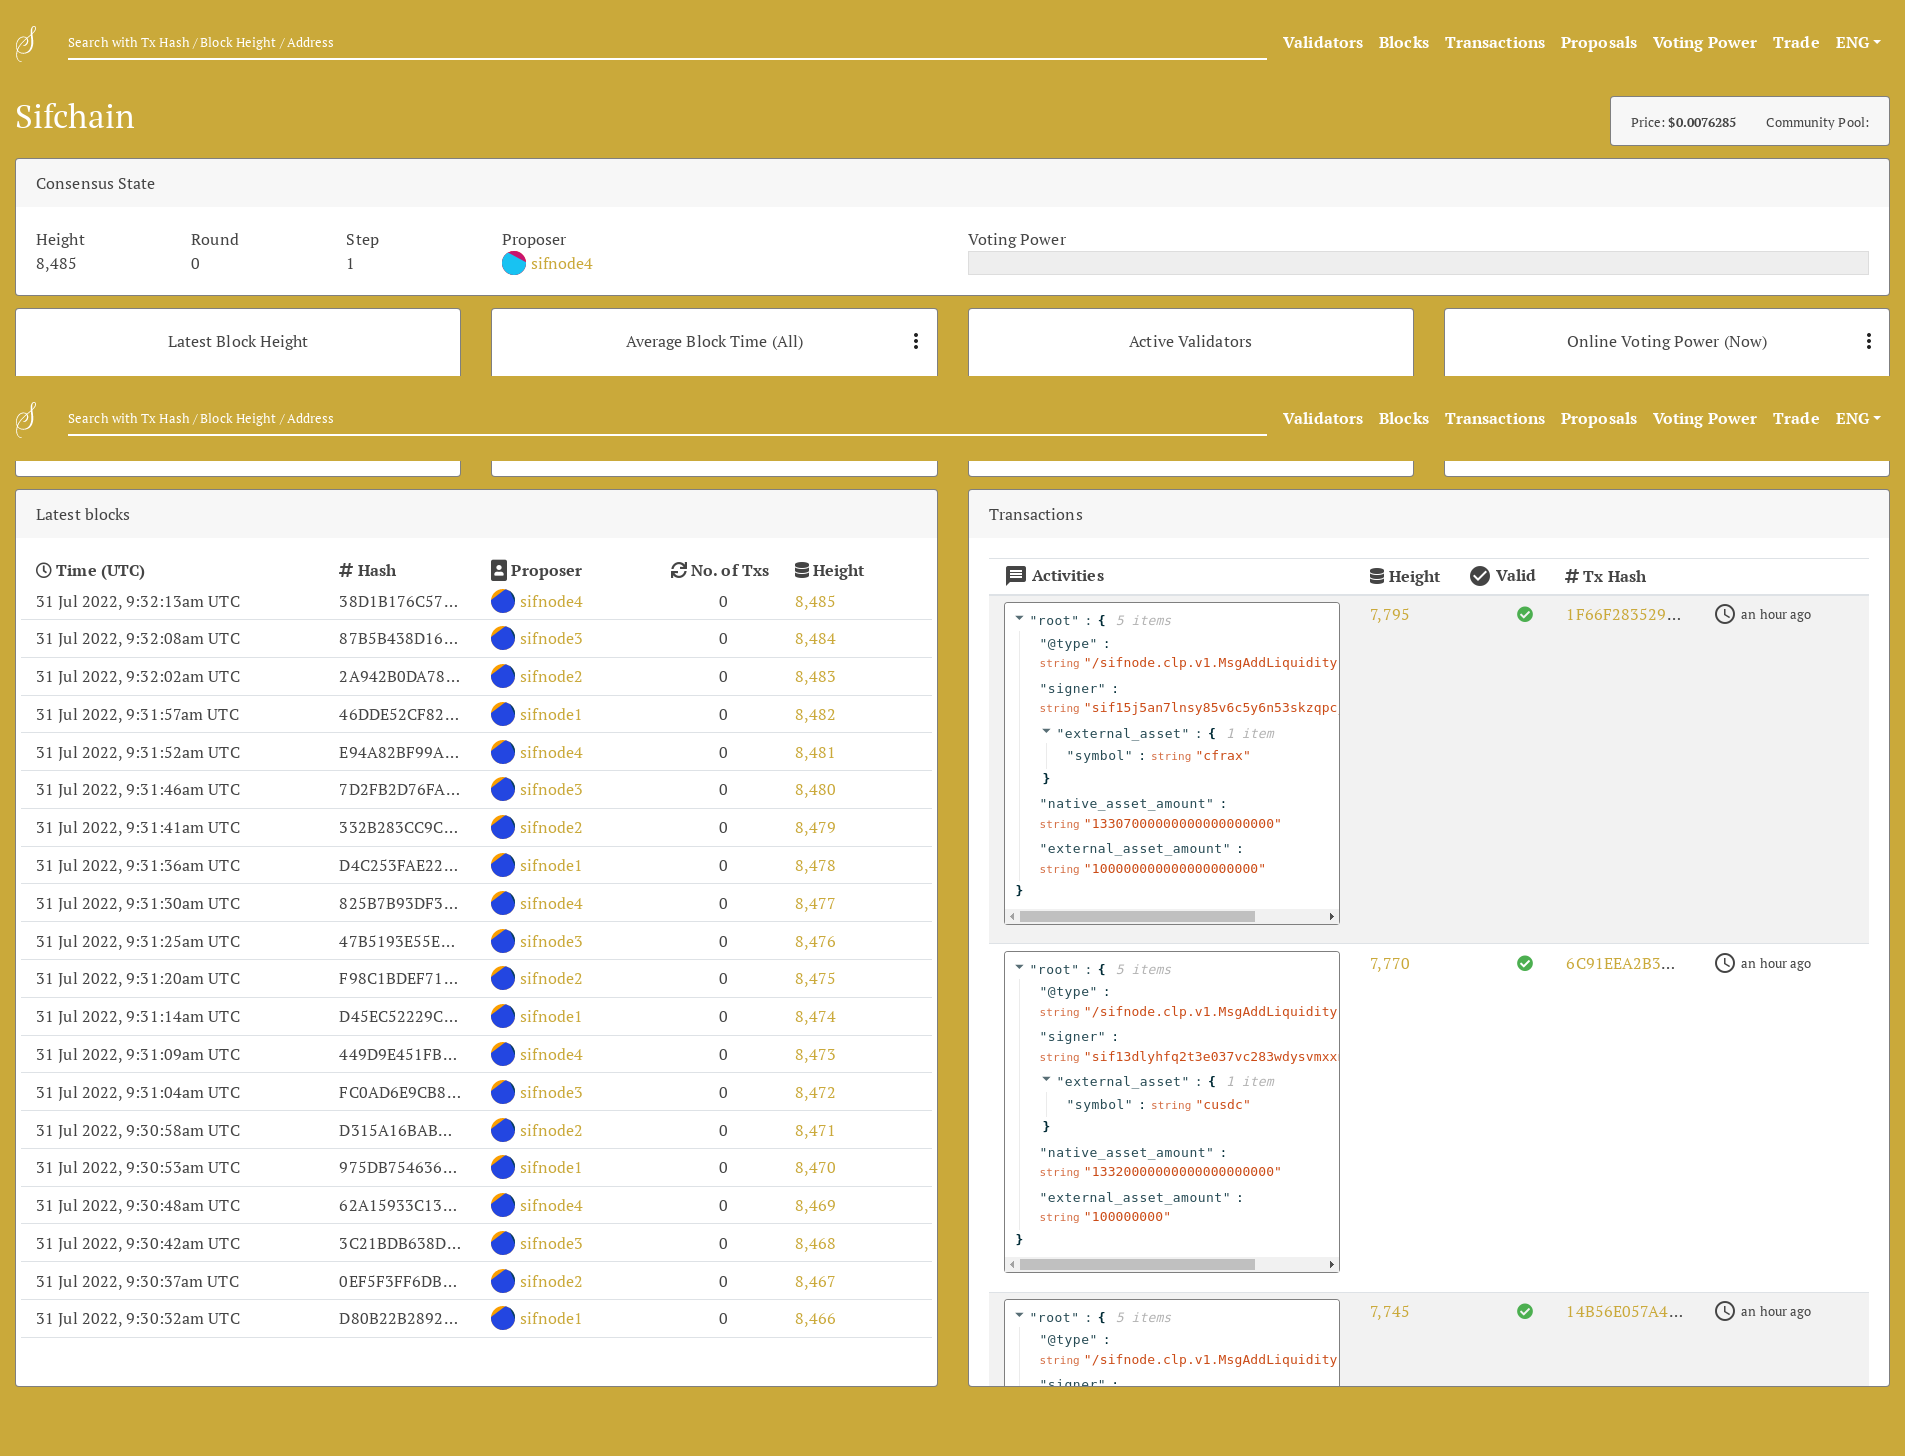 Search with Tx Hash / Block Height / Address
Validators Blocks Transactions Proposals Voting Power Trade ENG
Sifchain
Price: $0.0076285 Community Pool:
Consensus State
Height Round Step Proposer Voting Power
8,485 0 1 sifnode4
Latest Block Height Average Block Time (All) Active Validators Online Voting Power (Now)
Search with Tx Hash / Block Height / Address
Validators Blocks Transactions Proposals Voting Power Trade ENG
Latest blocks
Time (UTC) Hash Proposer No. of Txs Height
31 Jul 2022, 9:32:13am UTC 38D1B176C57... sifnode4 0 8,485
31 Jul 2022, 9:32:08am UTC 87B5B438D16... sifnode3 0 8,484
31 Jul 2022, 9:32:02am UTC 2A942B0DA78... sifnode2 0 8,483
31 Jul 2022, 9:31:57am UTC 46DDE52CF82... sifnode1 0 8,482
31 Jul 2022, 9:31:52am UTC E94A82BF99A... sifnode4 0 8,481
31 Jul 2022, 9:31:46am UTC 7D2FB2D76FA... sifnode3 0 8,480
31 Jul 2022, 9:31:41am UTC 332B283CC9C... sifnode2 0 8,479
31 Jul 2022, 9:31:36am UTC D4C253FAE22... sifnode1 0 8,478
31 Jul 2022, 9:31:30am UTC 825B7B93DF3... sifnode4 0 8,477
31 Jul 2022, 9:31:25am UTC 47B5193E55E... sifnode3 0 8,476
31 Jul 2022, 9:31:20am UTC F98C1BDEF71... sifnode2 0 8,475
31 Jul 2022, 9:31:14am UTC D45EC52229C... sifnode1 0 8,474
31 Jul 2022, 9:31:09am UTC 449D9E451FB... sifnode4 0 8,473
31 Jul 2022, 9:31:04am UTC FC0AD6E9CB8... sifnode3 0 8,472
31 Jul 2022, 9:30:58am UTC D315A16BAB... sifnode2 0 8,471
31 Jul 2022, 9:30:53am UTC 975DB754636... sifnode1 0 8,470
31 Jul 2022, 9:30:48am UTC 62A15933C13... sifnode4 0 8,469
31 Jul 2022, 9:30:42am UTC 3C21BDB638D... sifnode3 0 8,468
31 Jul 2022, 9:30:37am UTC 0EF5F3FF6DB... sifnode2 0 8,467
31 Jul 2022, 9:30:32am UTC D80B22B2892... sifnode1 0 8,466
Transactions
Activities Height Valid Tx Hash
"root" : { 5 items 7,795 1F66F283529... an hour ago
"@type" :
string "/sifnode.clp.v1.MsgAddLiquidity
"signer" :
string "sif15j5an7lnsy85v6c5y6n53skzqpc
"external_asset" : { 1 item
"symbol" : string "cfrax"
}
"native_asset_amount" :
string "13307000000000000000000"
"external_asset_amount" :
string "100000000000000000000"
}
"root" : { 5 items 7,770 6C91EEA2B3... an hour ago
"@type" :
string "/sifnode.clp.v1.MsgAddLiquidity
"signer" :
string "sif13dlyhfq2t3e037vc283wdysvmxx
"external_asset" : { 1 item
"symbol" : string "cusdc"
}
"native_asset_amount" :
string "13320000000000000000000"
"external_asset_amount" :
string "100000000"
}
"root" : { 5 items 7,745 14B56E057A4... an hour ago
"@type" :
string "/sifnode.clp.v1.MsgAddLiquidity
"signer" :